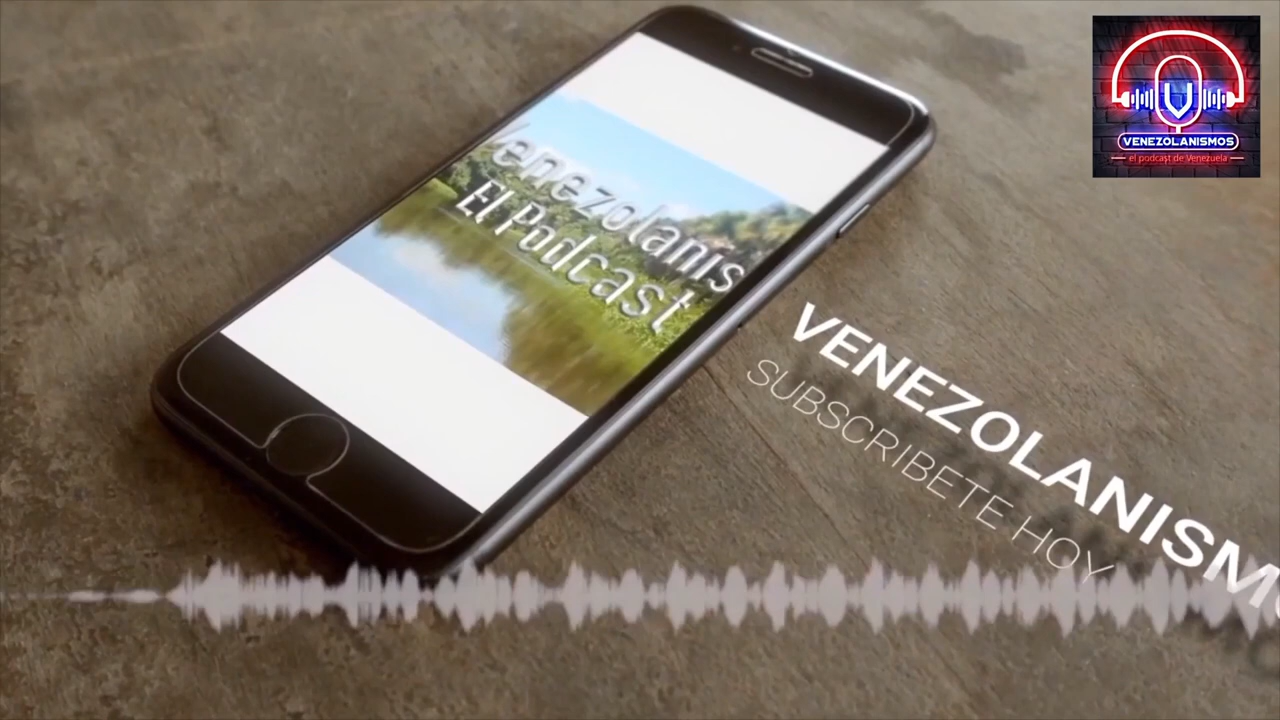 VENEZOLANISMOS
el podcast de Venezuela
Venezolanis
El Podcast
VENEZOLANISM
SUBSCRIBETE HOY